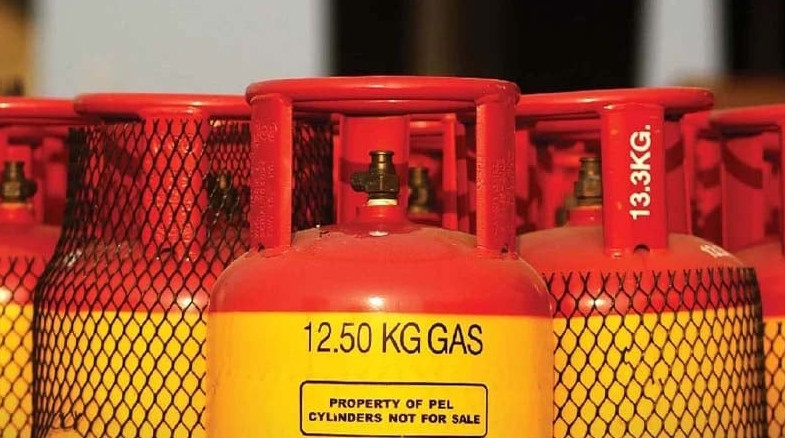 13.3KG.
12.50 KG GAS
PROPERTY OF PEL
CYLINDERS NOT FOR SALE